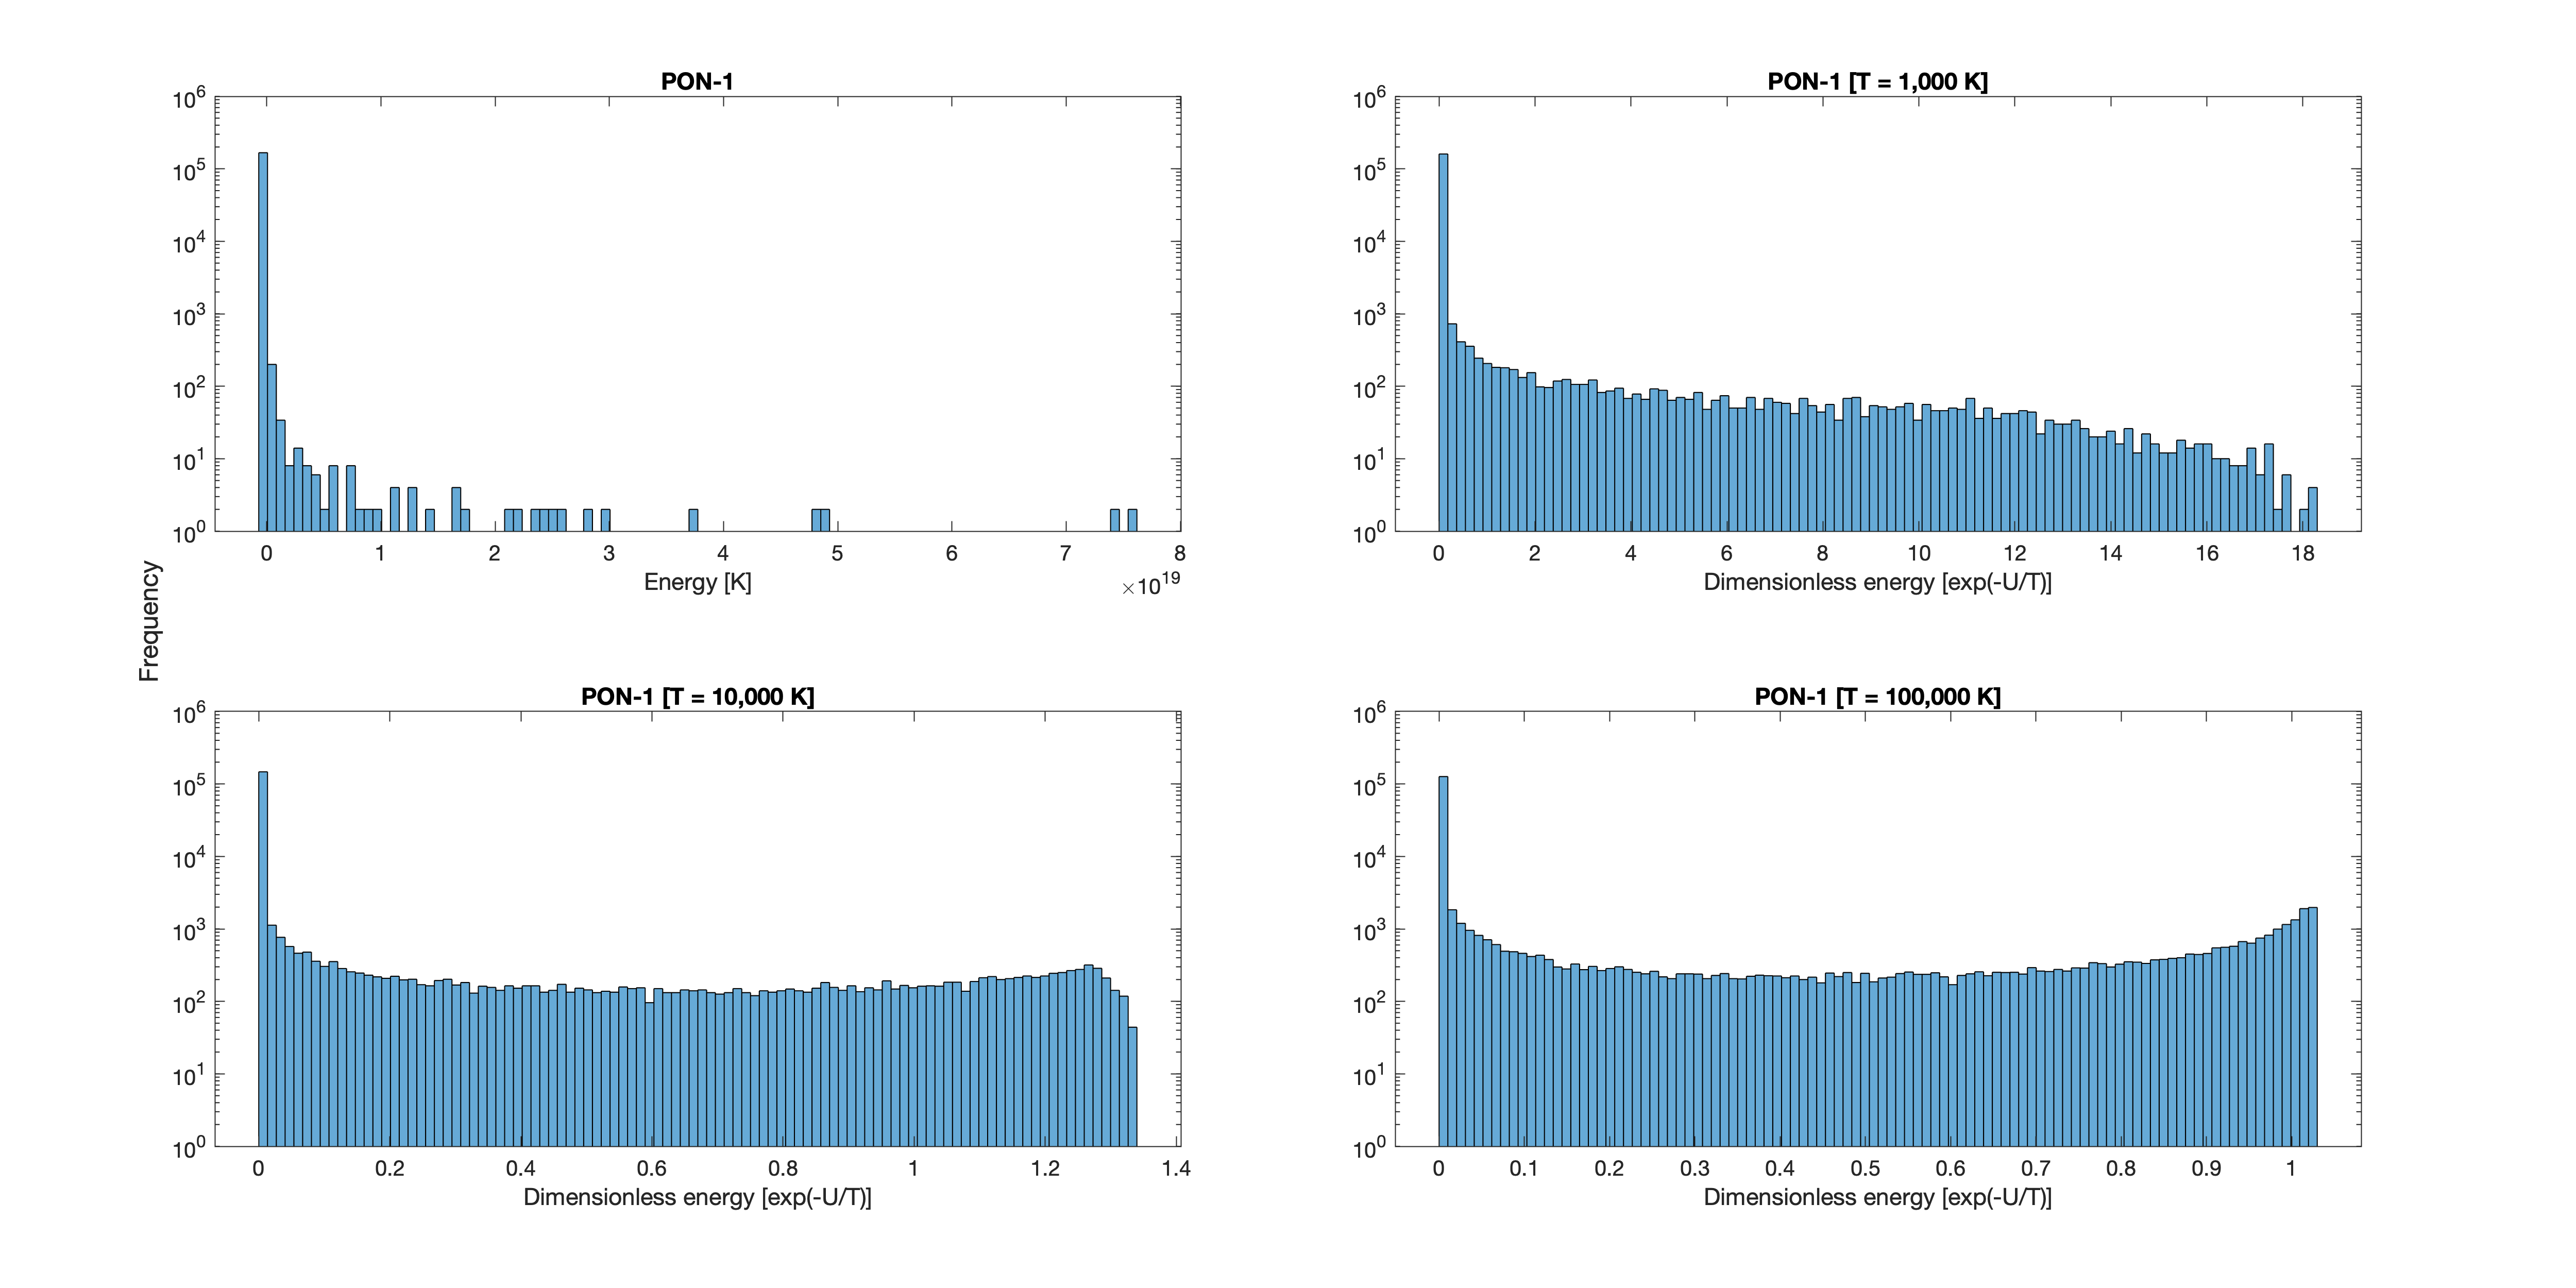 PON-1
10^6
10^5
10^4
10^3
10^2
10^1
10^0
0 1 2 3 4 5 6 7 8
Energy [K]
×10^19
PON-1 [T = 1,000 K]
10^6
10^5
10^4
10^3
10^2
10^1
10^0
0 2 4 6 8 10 12 14 16 18
Dimensionless energy [exp(-U/T)]
Frequency
PON-1 [T = 10,000 K]
10^6
10^5
10^4
10^3
10^2
10^1
10^0
0 0.2 0.4 0.6 0.8 1 1.2 1.4
Dimensionless energy [exp(-U/T)]
PON-1 [T = 100,000 K]
10^6
10^5
10^4
10^3
10^2
10^1
10^0
0 0.1 0.2 0.3 0.4 0.5 0.6 0.7 0.8 0.9 1
Dimensionless energy [exp(-U/T)]